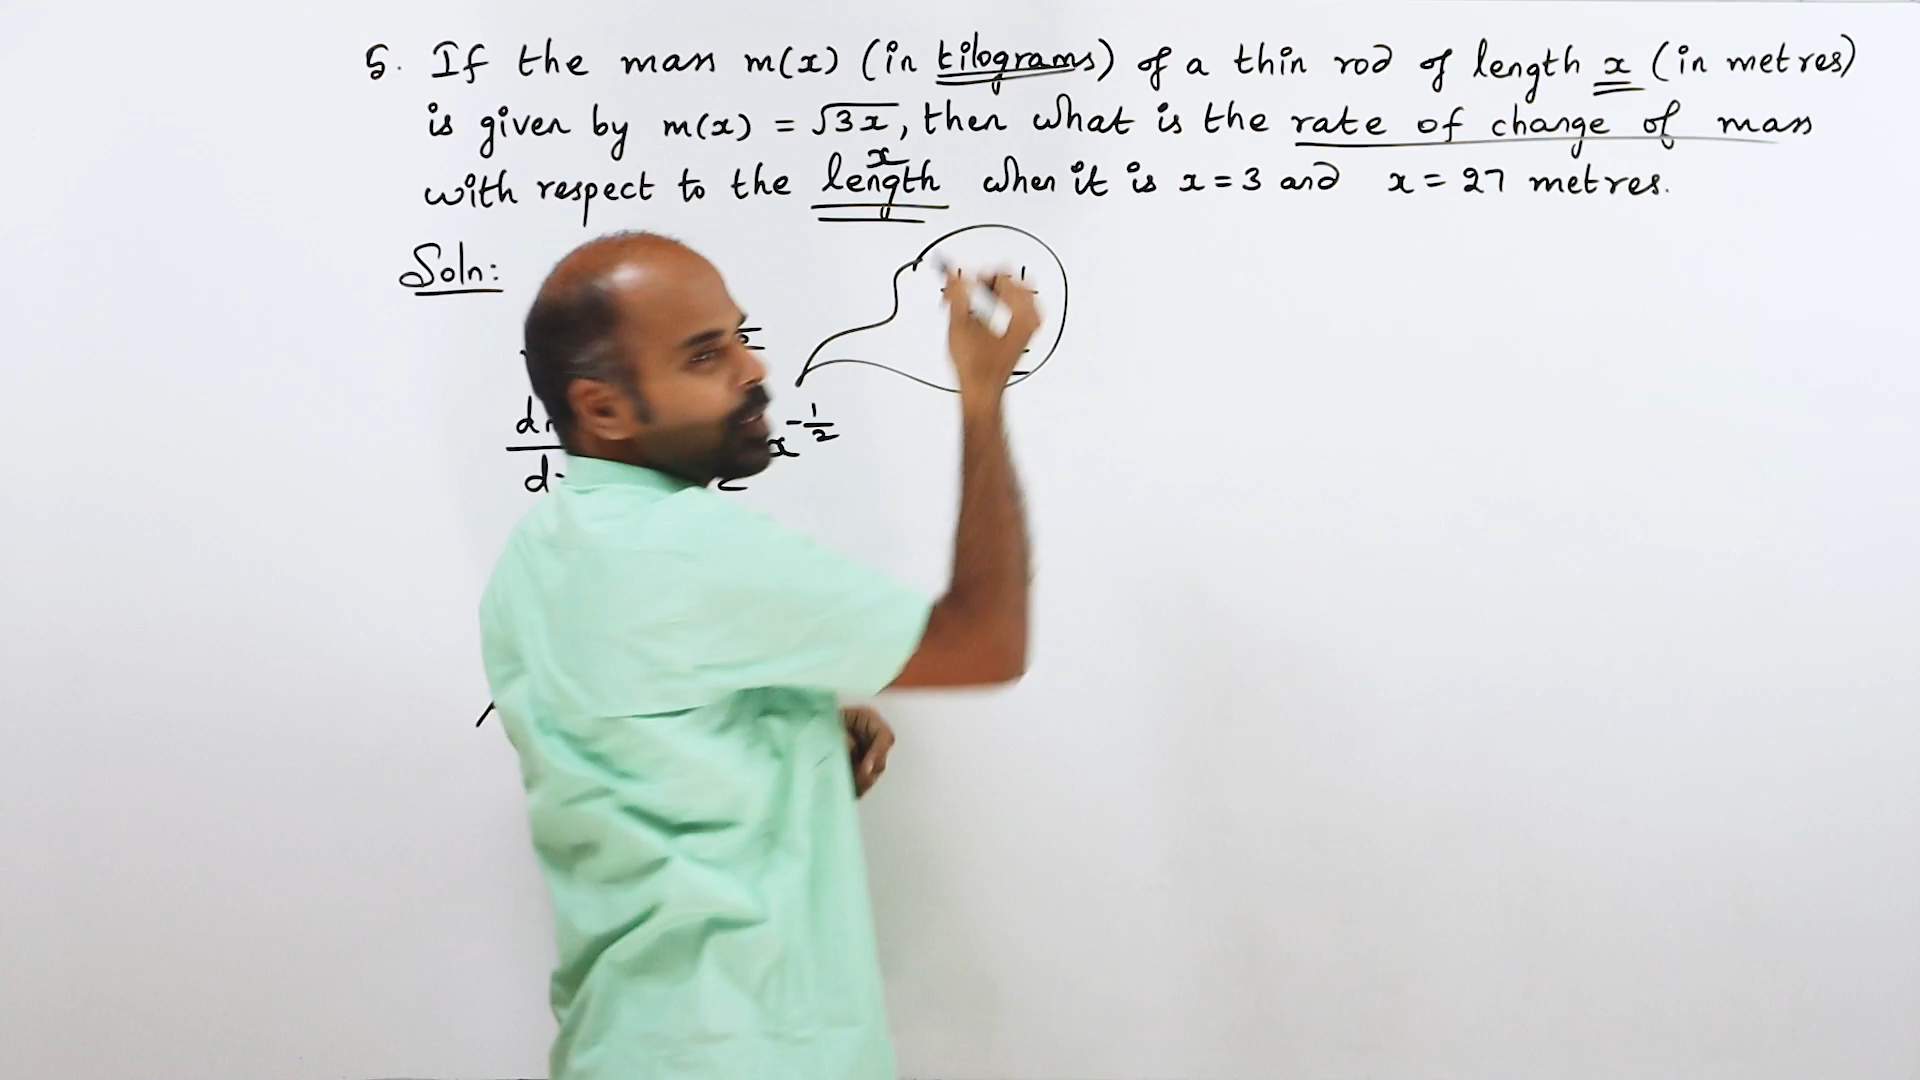 5. If the mass m(x) (in kilograms) of a thin rod of length x (in metres)
is given by m(x) = √3x, then what is the rate of change of mass
x
with respect to the length when it is x = 3 and x = 27 metres.
Soln:
x^{-1/2}